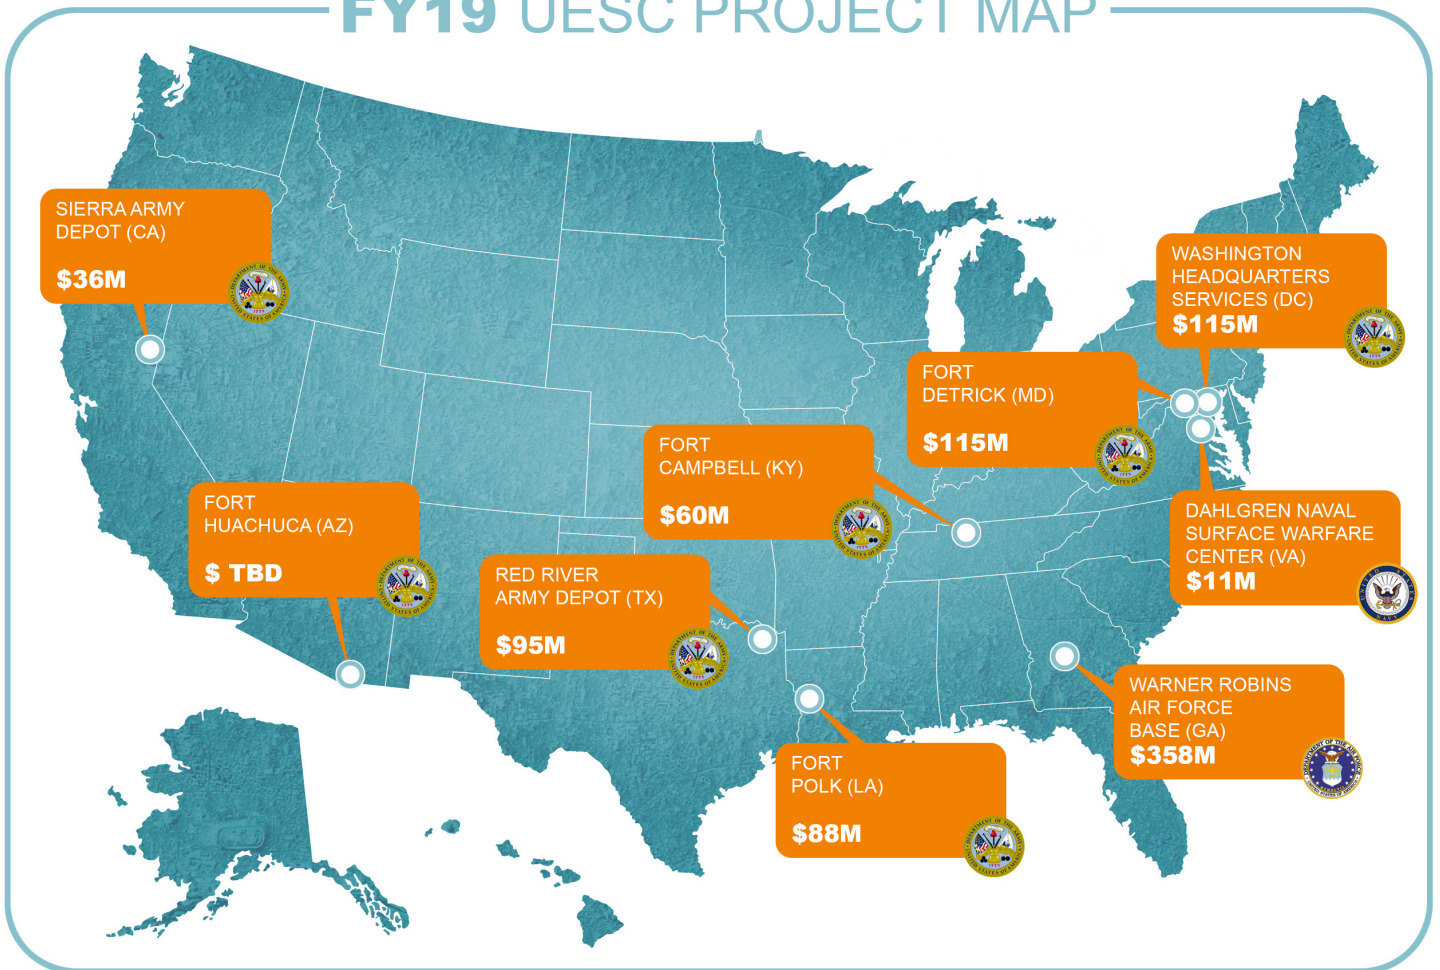 FY19 UESC PROJECT MAP
SIERRA ARMY
DEPOT (CA)
$36M
WASHINGTON
HEADQUARTERS
SERVICES (DC)
$115M
FORT
DETRICK (MD)
$115M
FORT
CAMPBELL (KY)
$60M
FORT
HUACHUCA (AZ)
$ TBD
DAHLGREN NAVAL
SURFACE WARFARE
CENTER (VA)
$11M
RED RIVER
ARMY DEPOT (TX)
$95M
WARNER ROBINS
AIR FORCE
BASE (GA)
$358M
FORT
POLK (LA)
$88M